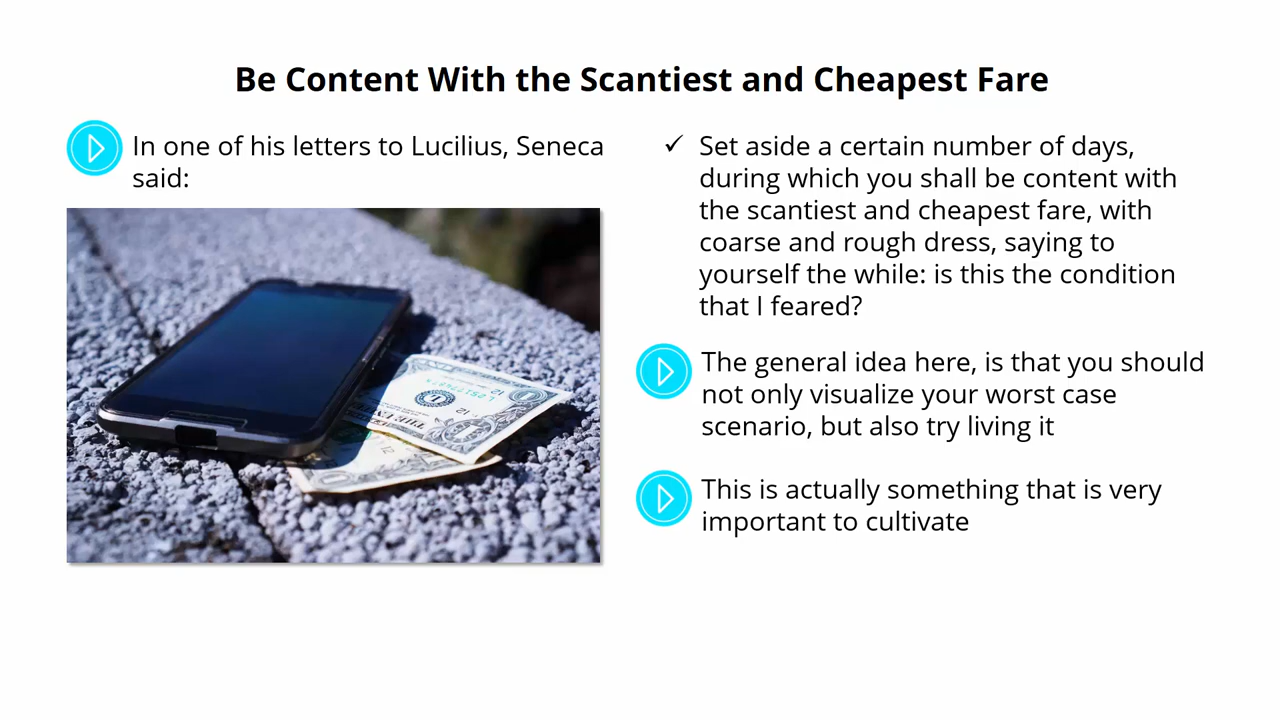 Be Content With the Scantiest and Cheapest Fare
In one of his letters to Lucilius, Seneca
said:
Set aside a certain number of days,
during which you shall be content with
the scantiest and cheapest fare, with
coarse and rough dress, saying to
yourself the while: is this the condition
that I feared?
The general idea here, is that you should
not only visualize your worst case
scenario, but also try living it
This is actually something that is very
important to cultivate